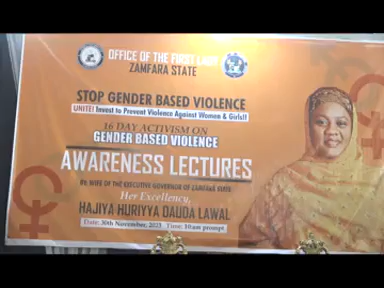 OFFICE OF THE FIRST LADY
ZAMFARA STATE
STOP GENDER BASED VIOLENCE
UNITE! Invest to Prevent Violence Against Women & Girls!!
16 DAY ACTIVISM ON
GENDER BASED VIOLENCE
AWARENESS LECTURES
BY, WIFE OF THE EXECUTIVE GOVERNOR OF ZAMFARA STATE
Her Excellency,
HAJIYA HURIYYA DAUDA LAWAL
Date: 30th November, 2023 Time: 10am prompt.